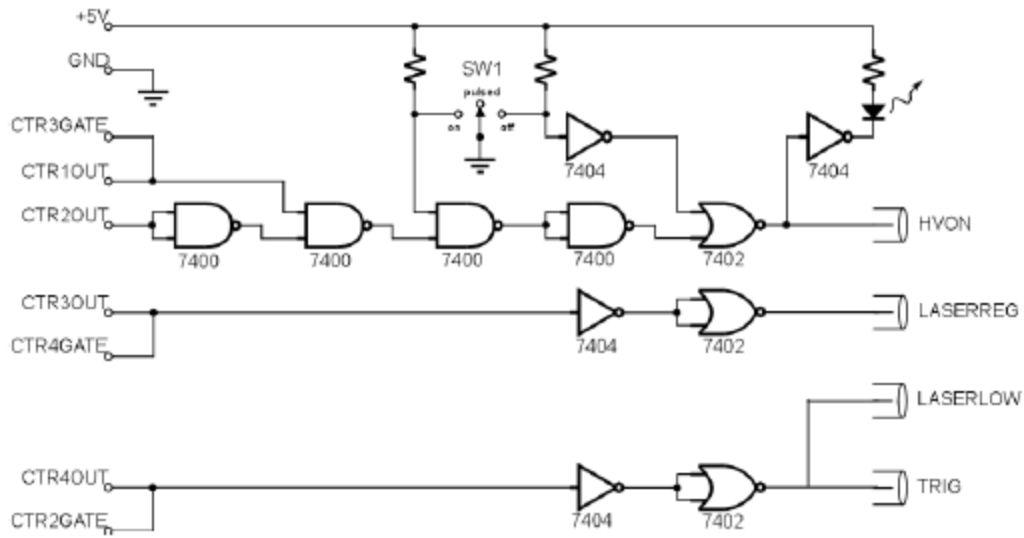 +5V
GND
SW1
pulsed
on
off
CTR3GATE
7404
7404
CTR1OUT
CTR2OUT
HVON
7400
7400
7400
7400
7402
CTR3OUT
LASERREG
CTR4GATE
7404
7402
LASERLOW
CTR4OUT
TRIG
CTR2GATE
7404
7402